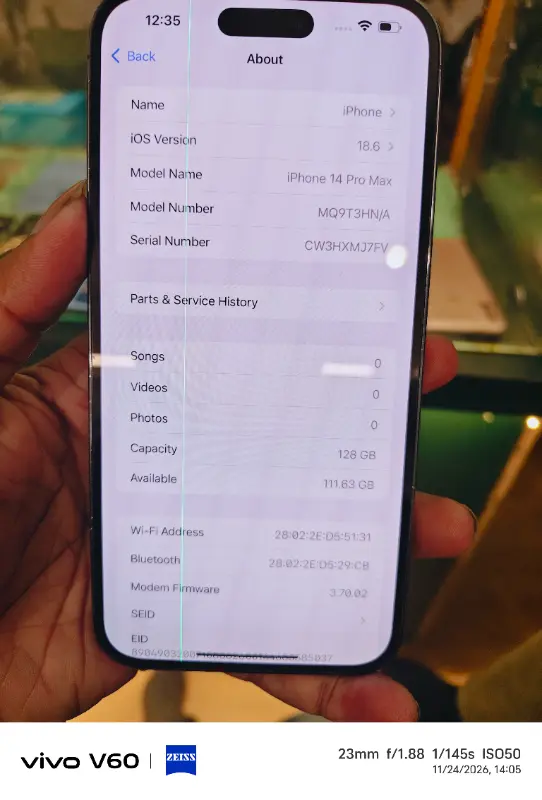 12:35
Back
About
Name iPhone
iOS Version 18.6
Model Name iPhone 14 Pro Max
Model Number MQ9T3HN/A
Serial Number CW3HXMJ7FV
Parts & Service History
Songs 0
Videos 0
Photos 0
Capacity 128 GB
Available 111.63 GB
Wi-Fi Address 28:02:2E:D5:51:31
Bluetooth 28:02:2E:D5:29:CB
Modem Firmware 3.70.02
SEID
EID
vivo V60 | ZEISS
23mm f/1.88 1/145s ISO50
11/24/2026, 14:05